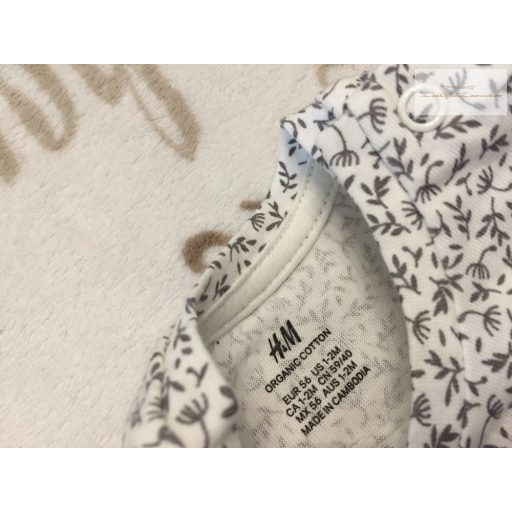 H&M
ORGANIC COTTON
EUR 56 US 1-2M
CA 1-2M CN 59/40
MX 56 AUS 1-2M
MADE IN CAMBODIA